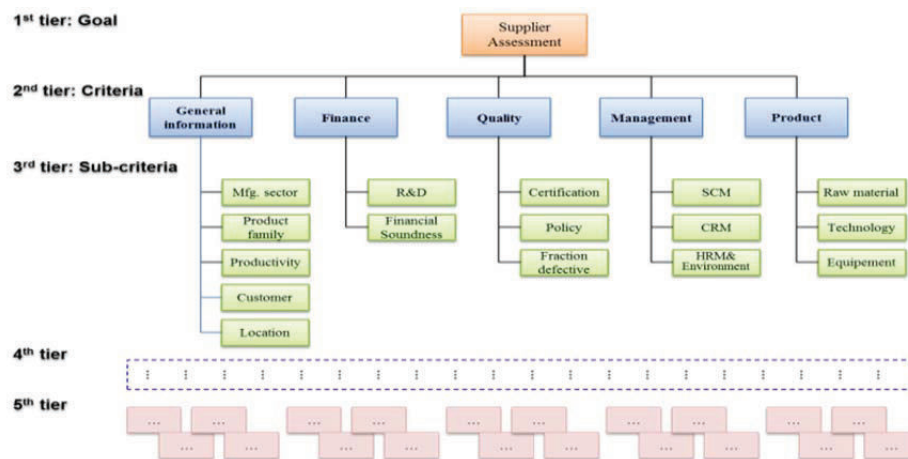 1st tier: Goal
Supplier
Assessment
2nd tier: Criteria
General
information
Finance
Quality
Management
Product
3rd tier: Sub-criteria
Mfg. sector
R&D
Certification
SCM
Raw material
Product
family
Financial
Soundness
Policy
CRM
Technology
Productivity
Fraction
defective
HRM&
Environment
Equipement
Customer
Location
4th tier
⋮ ⋮ ⋮ ⋮ ⋮ ⋮ ⋮ ⋮ ⋮ ⋮ ⋮ ⋮ ⋮ ⋮ ⋮ ⋮ ⋮ ⋮ ⋮ ⋮
5th tier
... ... ... ... ... ... ... ... ... ...
... ... ... ... ... ... ... ... ... ...